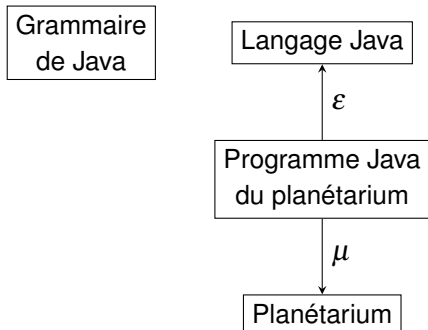 Grammaire
de Java
Langage Java
ε
Programme Java
du planétarium
μ
Planétarium